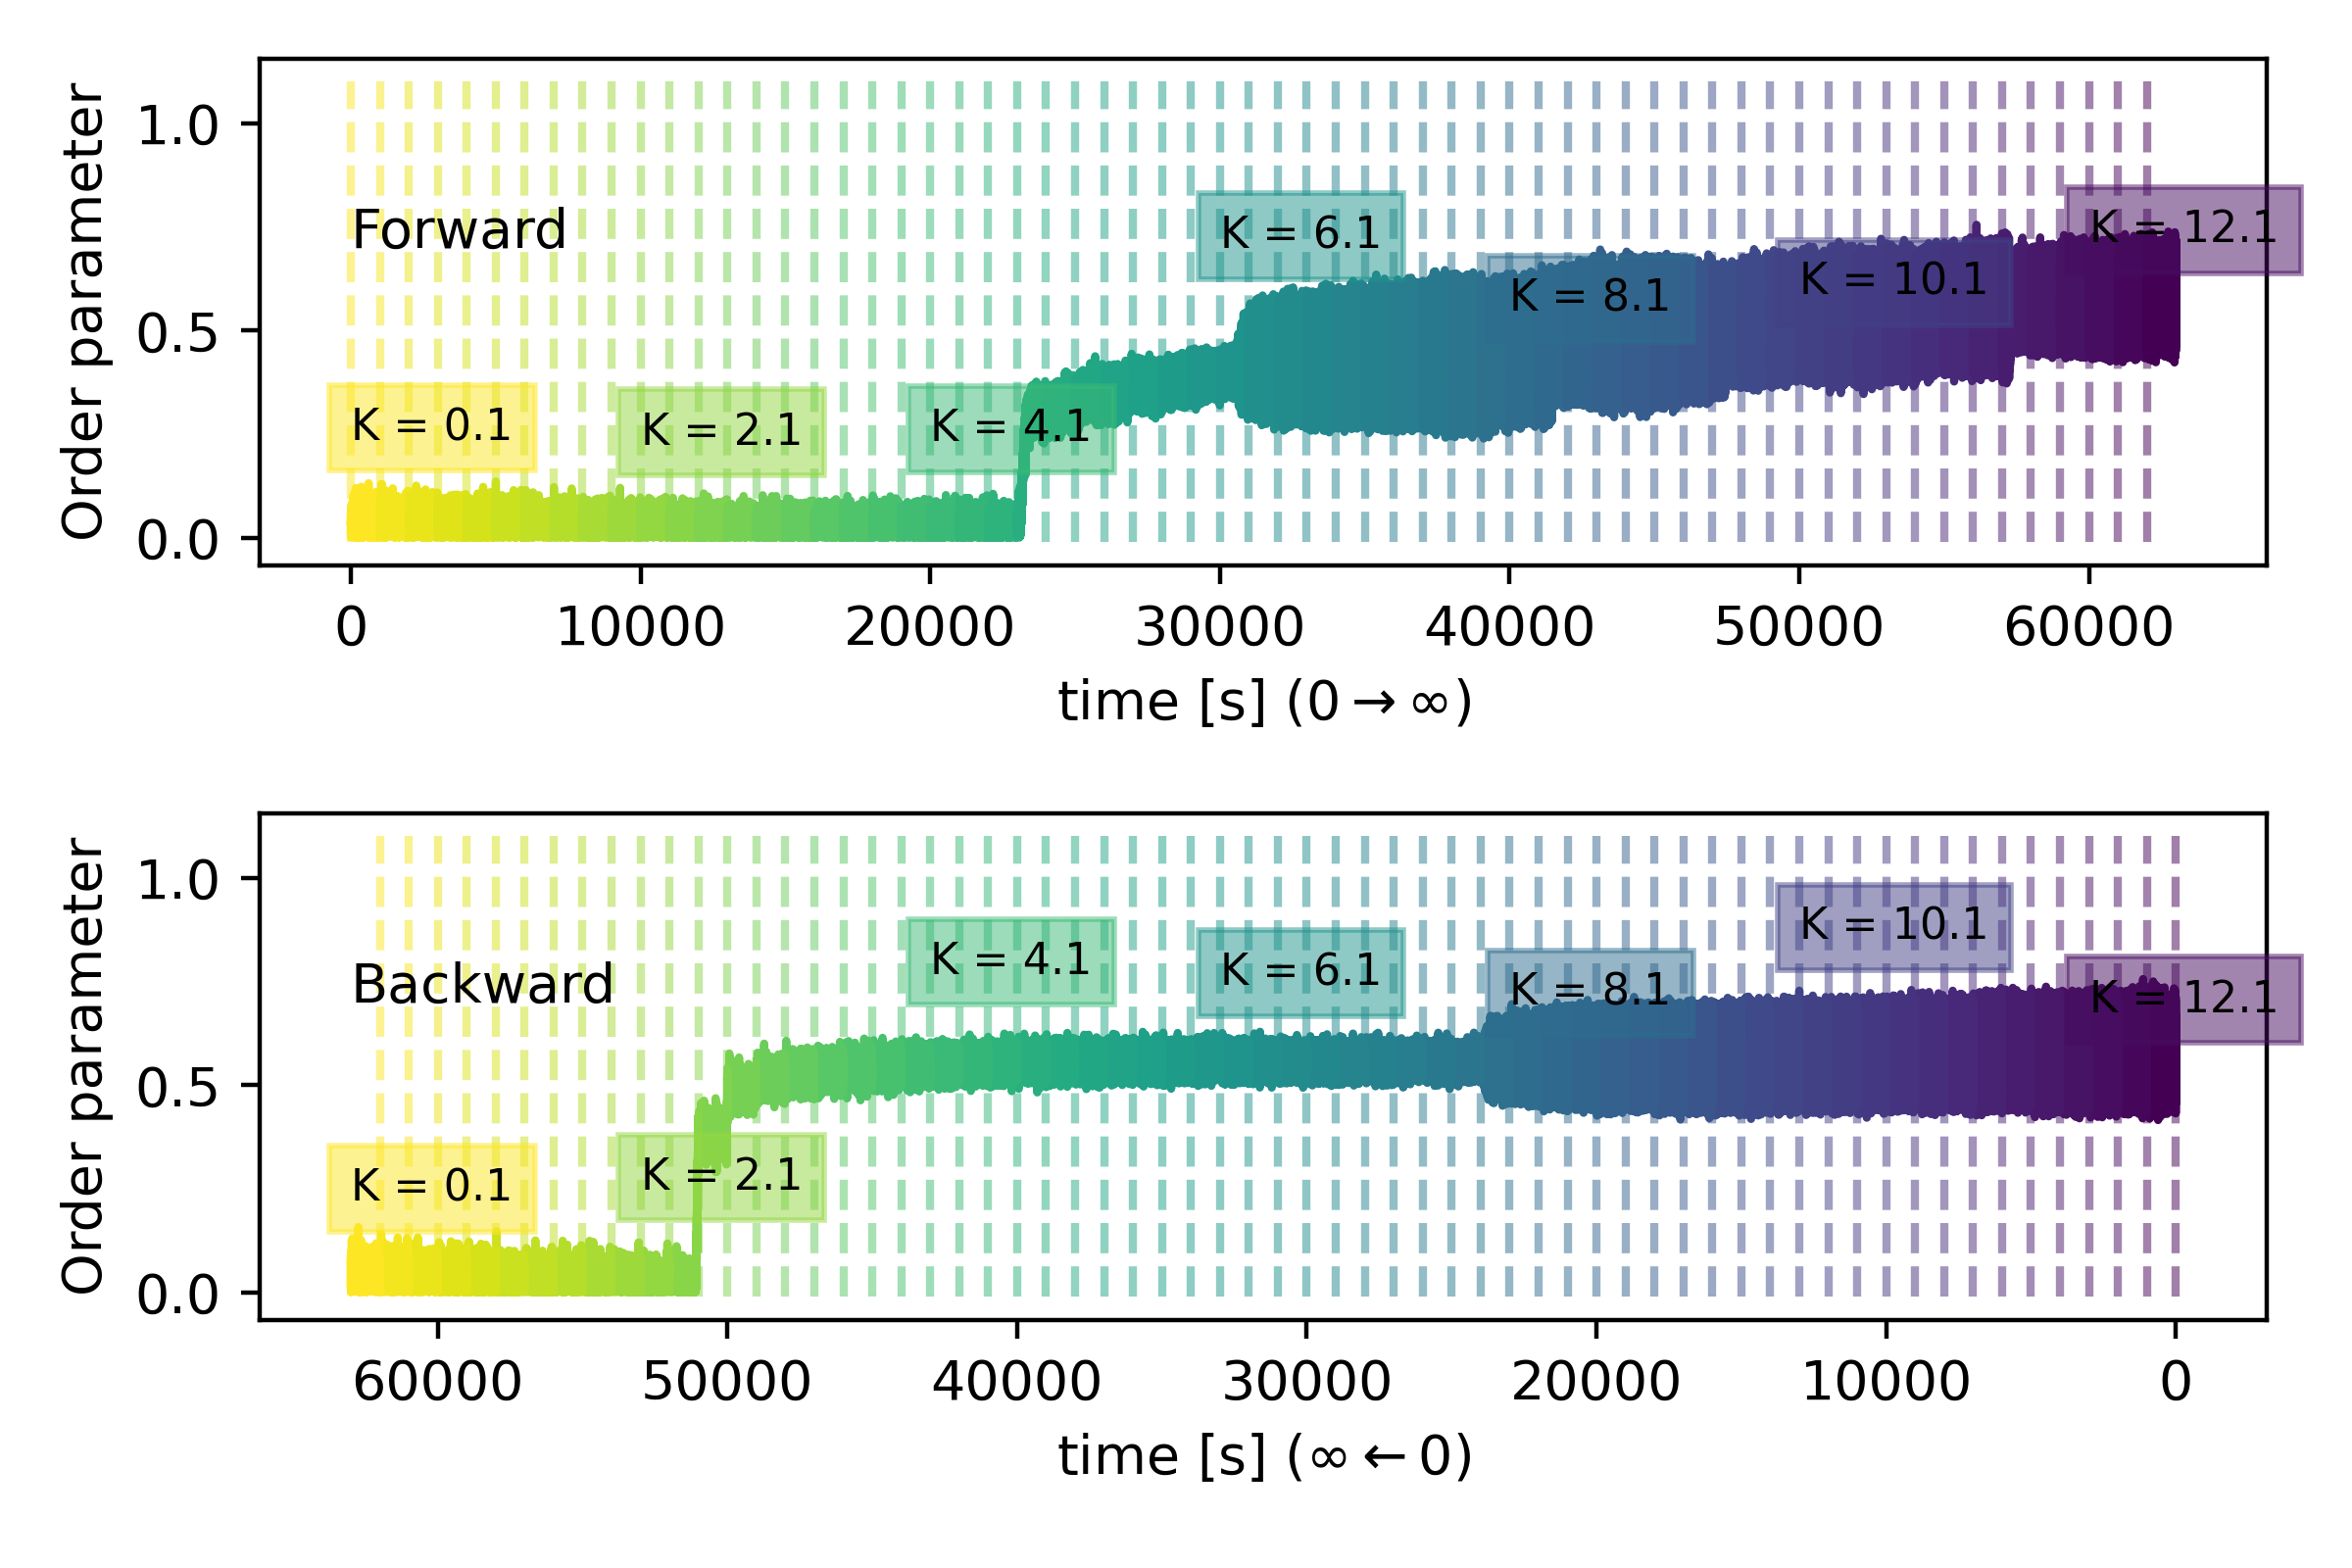 Order parameter
1.0
0.5
0.0
Forward
K = 0.1
K = 2.1
K = 4.1
K = 6.1
K = 8.1
K = 10.1
K = 12.1
0 10000 20000 30000 40000 50000 60000
time [s] (0 → ∞)
Order parameter
1.0
0.5
0.0
Backward
K = 0.1
K = 2.1
K = 4.1
K = 6.1
K = 8.1
K = 10.1
K = 12.1
60000 50000 40000 30000 20000 10000 0
time [s] (∞ ← 0)